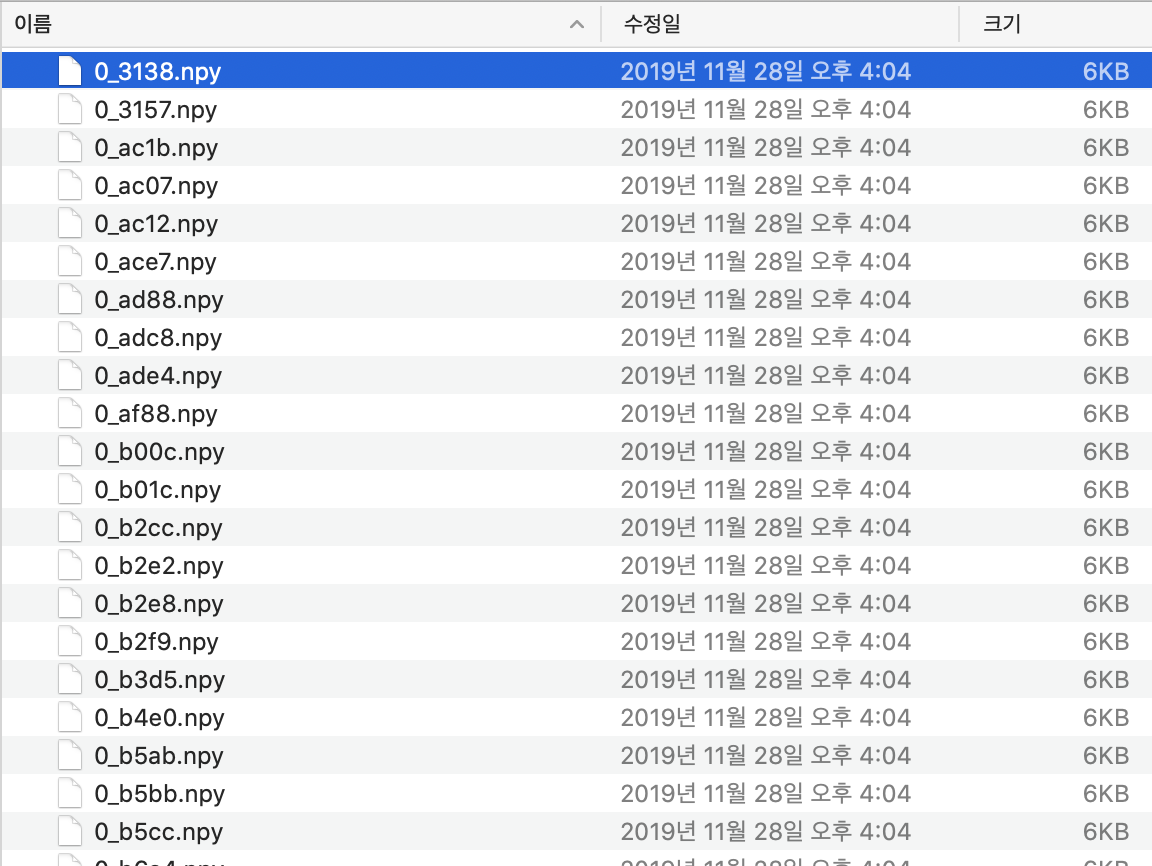 이름 수정일 크기
0_3138.npy 2019년 11월 28일 오후 4:04 6KB
0_3157.npy 2019년 11월 28일 오후 4:04 6KB
0_ac1b.npy 2019년 11월 28일 오후 4:04 6KB
0_ac07.npy 2019년 11월 28일 오후 4:04 6KB
0_ac12.npy 2019년 11월 28일 오후 4:04 6KB
0_ace7.npy 2019년 11월 28일 오후 4:04 6KB
0_ad88.npy 2019년 11월 28일 오후 4:04 6KB
0_adc8.npy 2019년 11월 28일 오후 4:04 6KB
0_ade4.npy 2019년 11월 28일 오후 4:04 6KB
0_af88.npy 2019년 11월 28일 오후 4:04 6KB
0_b00c.npy 2019년 11월 28일 오후 4:04 6KB
0_b01c.npy 2019년 11월 28일 오후 4:04 6KB
0_b2cc.npy 2019년 11월 28일 오후 4:04 6KB
0_b2e2.npy 2019년 11월 28일 오후 4:04 6KB
0_b2e8.npy 2019년 11월 28일 오후 4:04 6KB
0_b2f9.npy 2019년 11월 28일 오후 4:04 6KB
0_b3d5.npy 2019년 11월 28일 오후 4:04 6KB
0_b4e0.npy 2019년 11월 28일 오후 4:04 6KB
0_b5ab.npy 2019년 11월 28일 오후 4:04 6KB
0_b5bb.npy 2019년 11월 28일 오후 4:04 6KB
0_b5cc.npy 2019년 11월 28일 오후 4:04 6KB